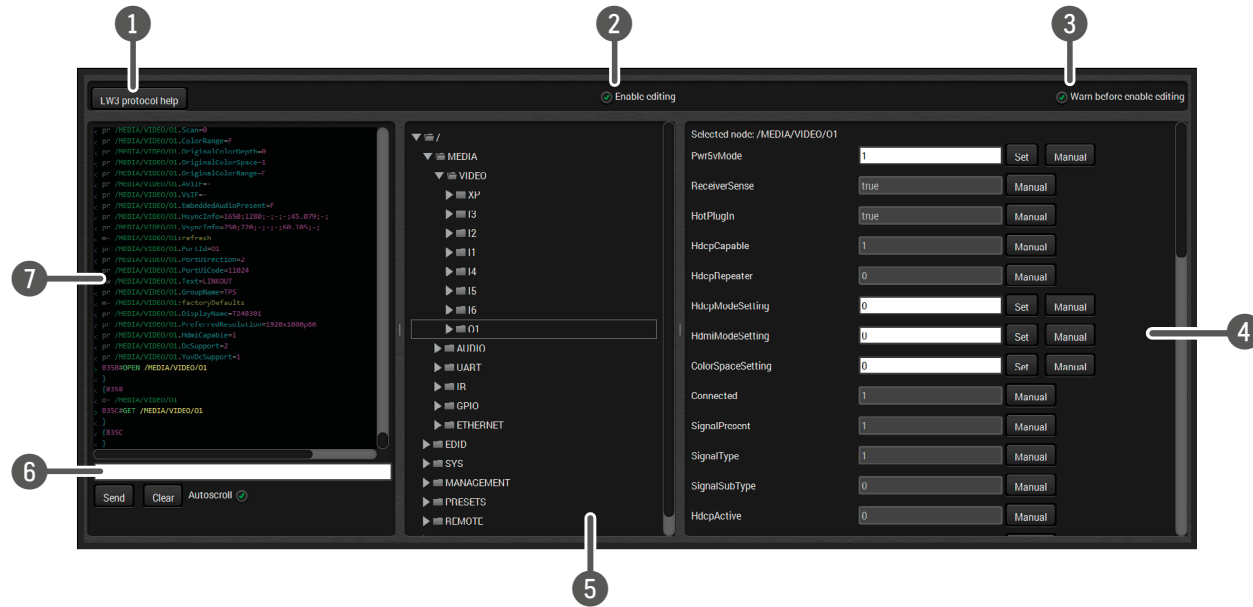 1
2
3
LW3 protocol help
Enable editing
Warn before enable editing
< pr /MEDIA/VIDEO/O1.Scan=0
< pr /MEDIA/VIDEO/O1.ColorRange=F
< pr /MEDIA/VIDEO/O1.OriginalColorDepth=0
< pr /MEDIA/VIDEO/O1.OriginalColorSpace=1
< pr /MEDIA/VIDEO/O1.OriginalColorRange=F
< pr /MEDIA/VIDEO/O1.AviIF=-
< pr /MEDIA/VIDEO/O1.VsIF=-
< pr /MEDIA/VIDEO/O1.EmbeddedAudioPresent=F
< pr /MEDIA/VIDEO/O1.HsyncInfo=1650;1280;-;-;-;45.079;-;
< pr /MEDIA/VIDEO/O1.VsyncInfo=750;720;-;-;-;60.105;-;
< m- /MEDIA/VIDEO/O1:refresh
< pr /MEDIA/VIDEO/O1.PortId=O1
< pr /MEDIA/VIDEO/O1.PortDirection=2
< pr /MEDIA/VIDEO/O1.PortUiCode=11024
/MEDIA/VIDEO/O1.Text=LINKOUT
< pr /MEDIA/VIDEO/O1.GroupName=TPS
< m- /MEDIA/VIDEO/O1:factoryDefaults
< pr /MEDIA/VIDEO/O1.DisplayName=T24B301
< pr /MEDIA/VIDEO/O1.PreferredResolution=1920x1080p60
< pr /MEDIA/VIDEO/O1.HdmiCapable=1
< pr /MEDIA/VIDEO/O1.DcSupport=2
< pr /MEDIA/VIDEO/O1.YuvDcSupport=1
> B35B#OPEN /MEDIA/VIDEO/O1
< }
< {B35B
< o- /MEDIA/VIDEO/O1
> B35C#GET /MEDIA/VIDEO/O1
< }
< {B35C
< }
7
6
Send
Clear
Autoscroll
/
MEDIA
VIDEO
XP
I3
I2
I1
I4
I5
I6
O1
AUDIO
UART
IR
GPIO
ETHERNET
EDID
SYS
MANAGEMENT
PRESETS
REMOTE
5
Selected node: /MEDIA/VIDEO/O1
Pwr5vMode 1 Set Manual
ReceiverSense true Manual
HotPlugIn true Manual
HdcpCapable 1 Manual
HdcpRepeater 0 Manual
HdcpModeSetting 0 Set Manual
HdmiModeSetting 0 Set Manual
ColorSpaceSetting 0 Set Manual
Connected 1 Manual
SignalPresent 1 Manual
SignalType 1 Manual
SignalSubType 0 Manual
HdcpActive 0 Manual
4